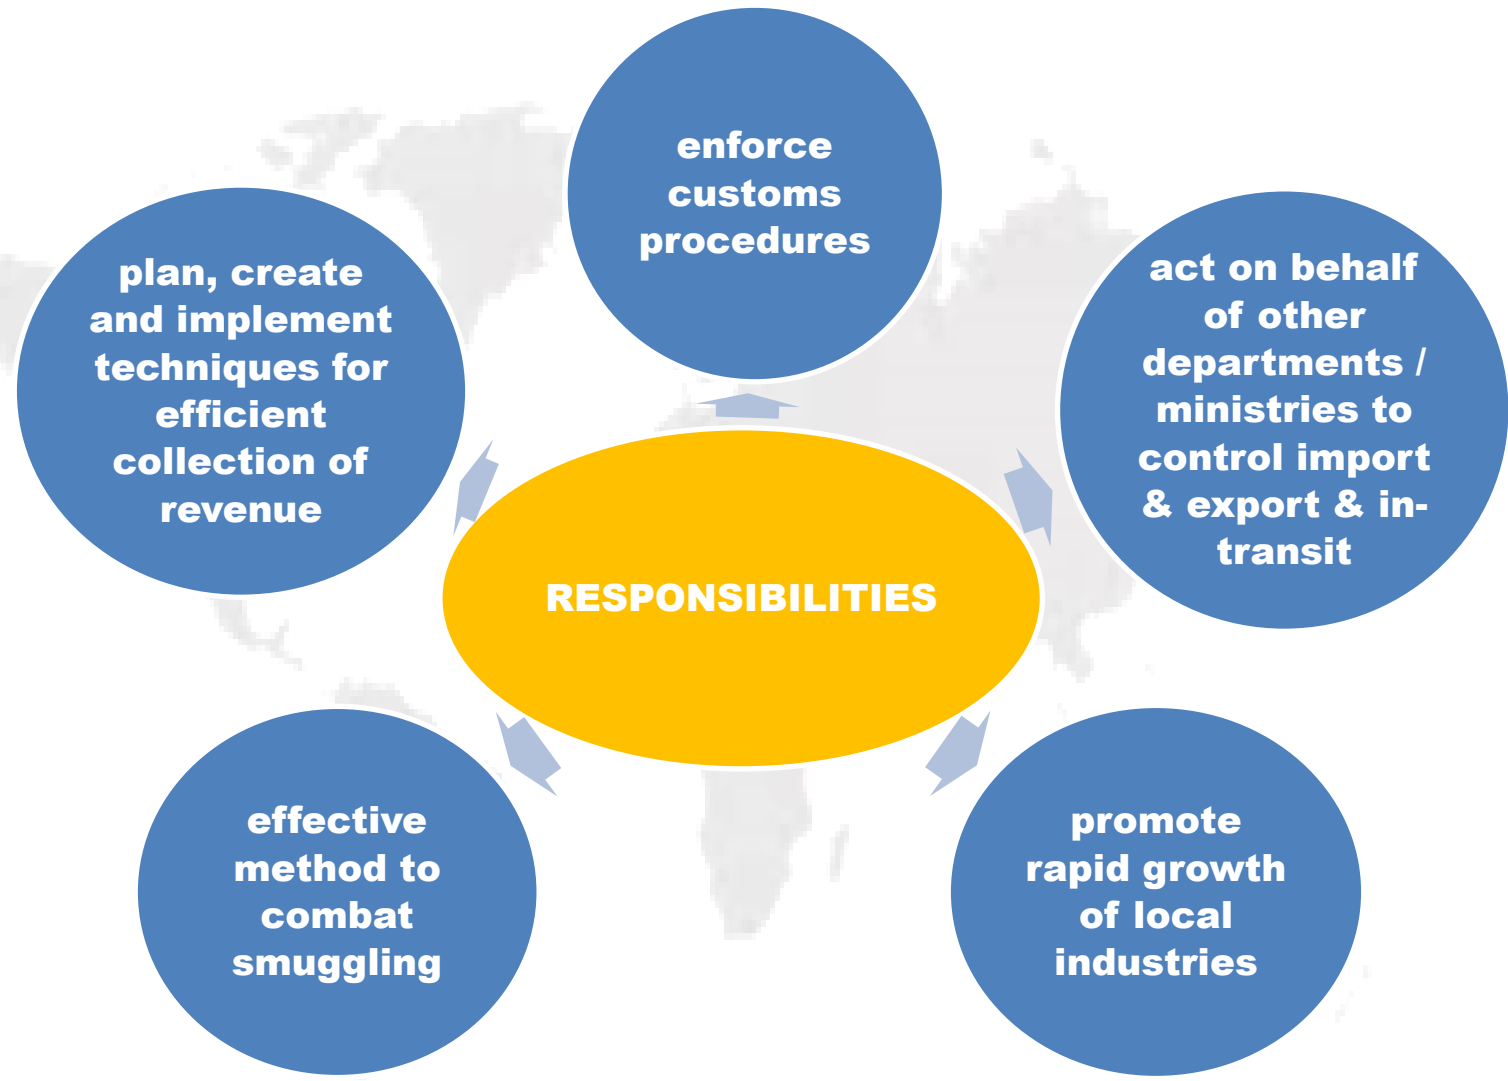 enforce
customs
procedures
act on behalf
of other
departments /
ministries to
control import
& export & in-
transit
promote
rapid growth
of local
industries
effective
method to
combat
smuggling
plan, create
and implement
techniques for
efficient
collection of
revenue
RESPONSIBILITIES